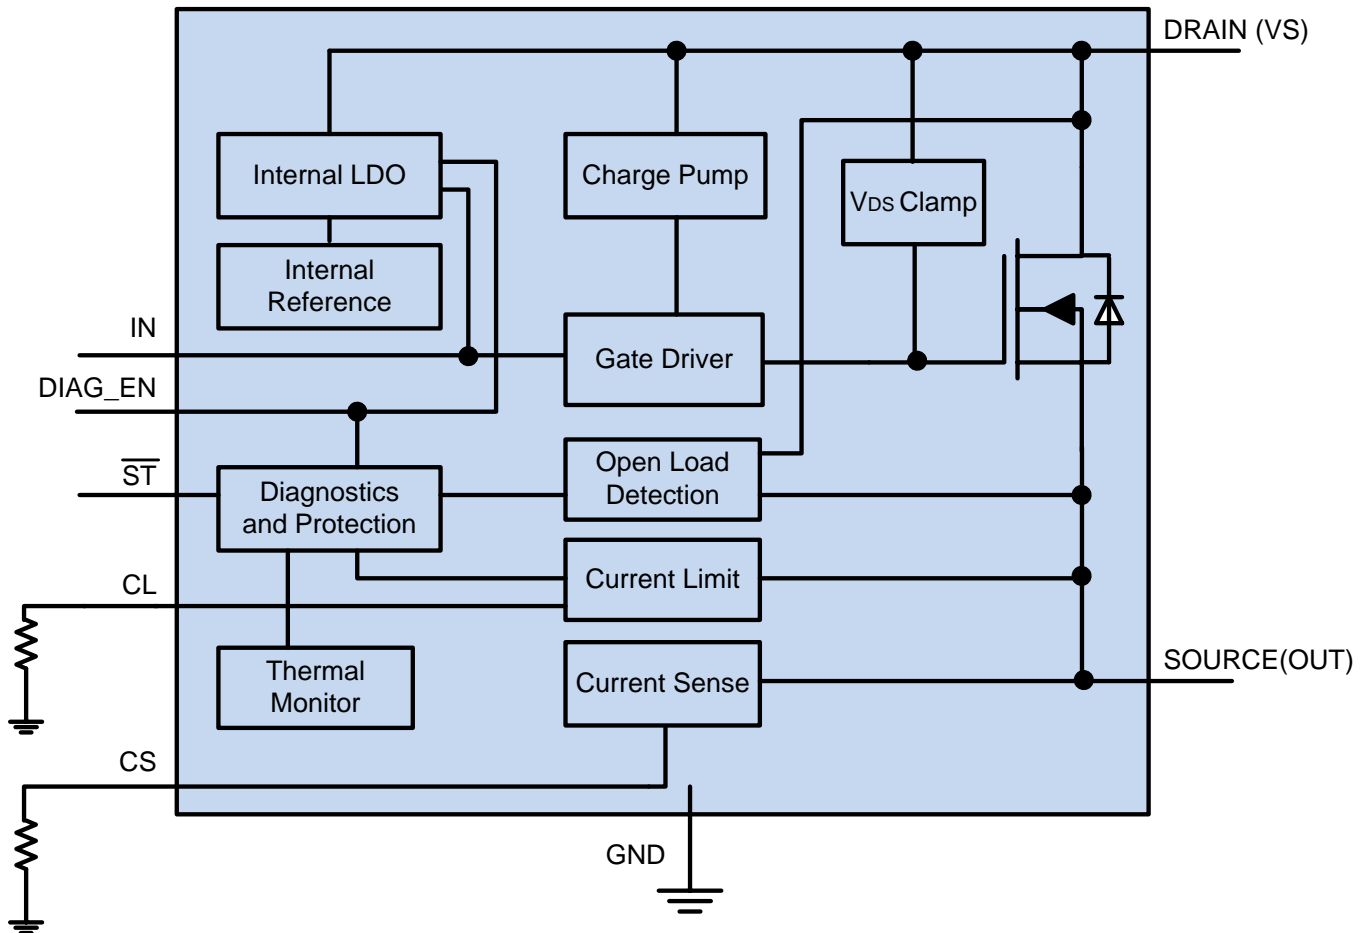 DRAIN (VS)
Internal LDO
Charge Pump
VDS Clamp
Internal
Reference
IN
Gate Driver
DIAG_EN
S̅T̅
Diagnostics
and Protection
Open Load
Detection
CL
Current Limit
Thermal
Monitor
Current Sense
SOURCE(OUT)
CS
GND